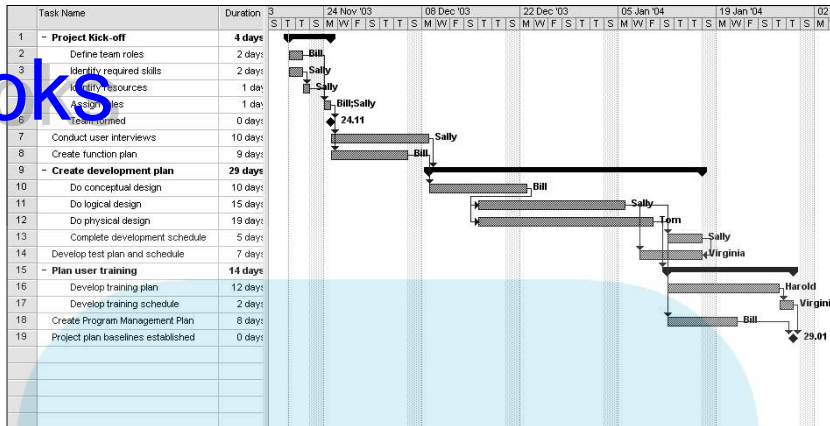 Task Name Duration 3 24 Nov '03 08 Dec '03 22 Dec '03 05 Jan '04 19 Jan '04 02
S T T S M W F S T T S M W F S T T S M W F S T T S M W F S T T S M W F S T T S M
1 - Project Kick-off 4 days
2 Define team roles 2 days Bill
3 Identify required skills 2 days Sally
resources 1 day Sally
Assign 1 day Bill;Sally
6 Team formed 0 days 24.11
oks
7 Conduct user interviews 10 days Sally
8 Create function plan 9 days Bill
9 - Create development plan 29 days
10 Do conceptual design 10 days Bill
11 Do logical design 15 days Sally
12 Do physical design 19 days Tom
13 Complete development schedule 5 days Sally
14 Develop test plan and schedule 7 days Virginia
15 - Plan user training 14 days
16 Develop training plan 12 days Harold
17 Develop training schedule 2 days Virgini
18 Create Program Management Plan 8 days Bill
19 Project plan baselines established 0 days 29.01